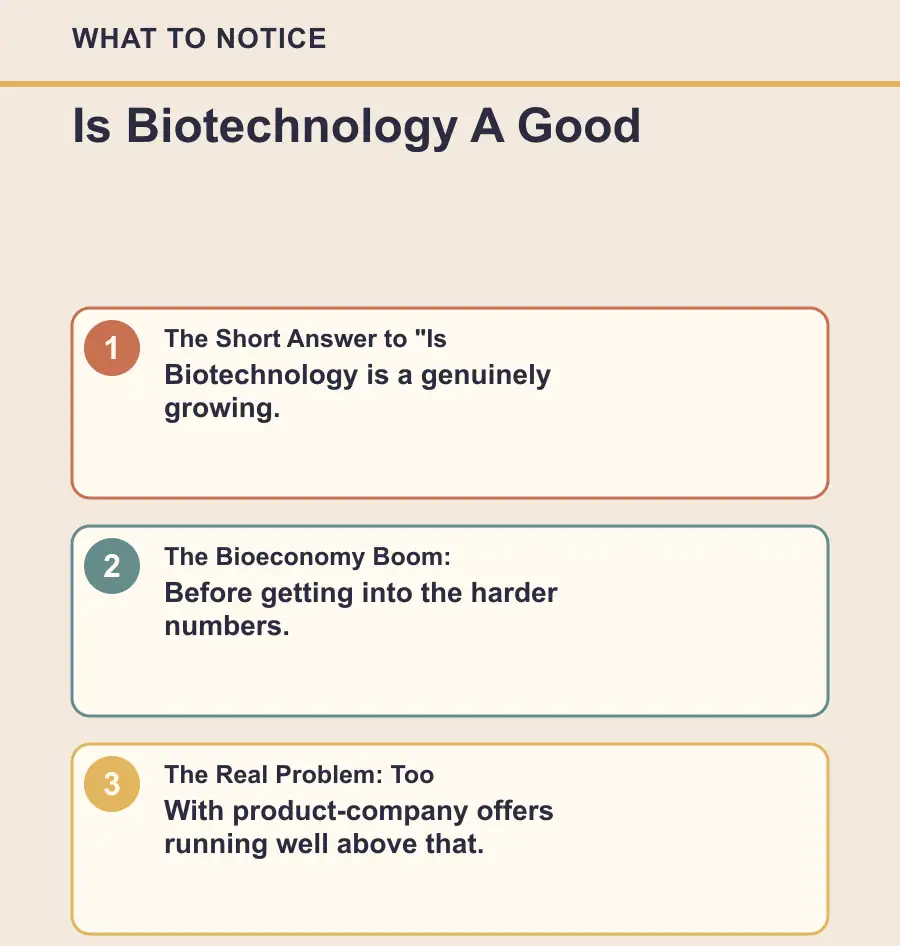 WHAT TO NOTICE
Is Biotechnology A Good
1
The Short Answer to "Is
Biotechnology is a genuinely
growing.
2
The Bioeconomy Boom:
Before getting into the harder
numbers.
3
The Real Problem: Too
With product-company offers
running well above that.